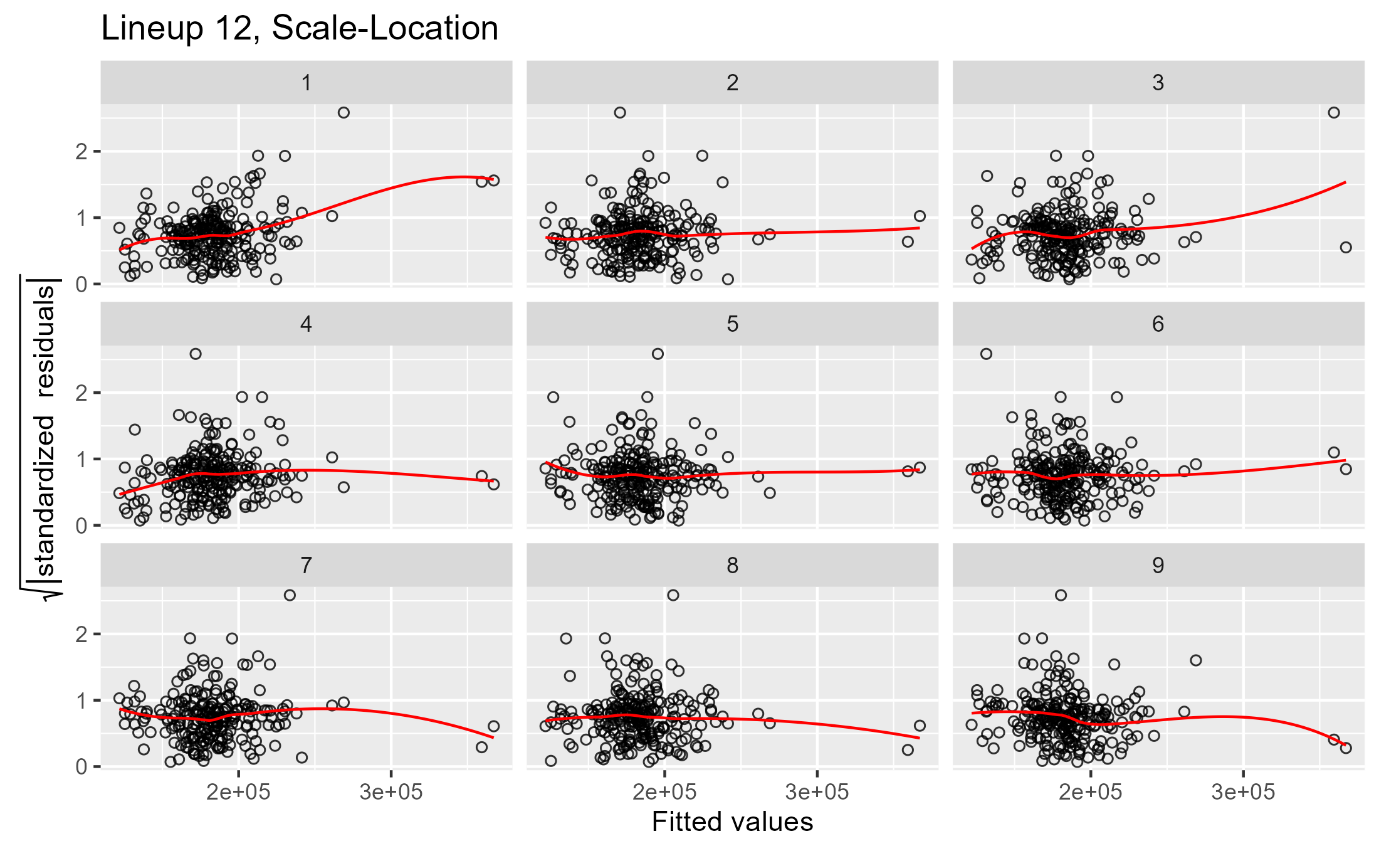 Lineup 12, Scale-Location
1 2 3
2
1
0
4 5 6
2
1
0
7 8 9
2
1
0
2e+05 3e+05 2e+05 3e+05 2e+05 3e+05
Fitted values
√|standardized residuals|